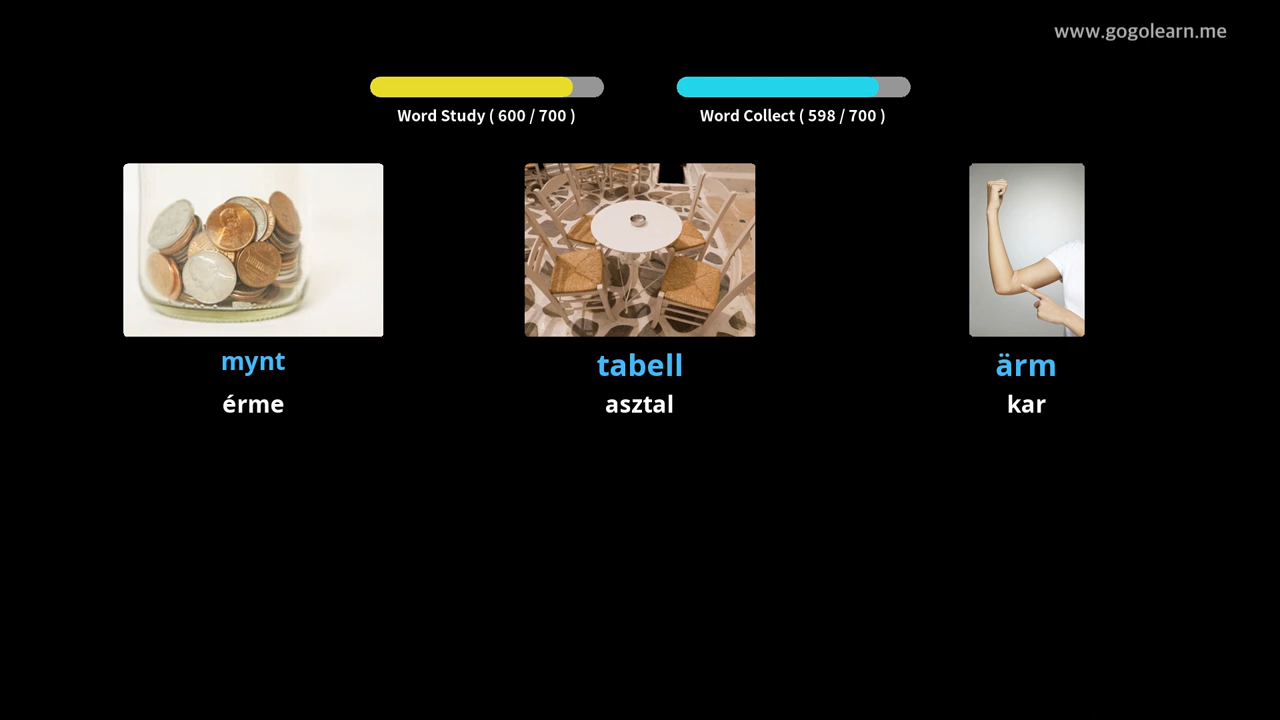 www.gogolearn.me
Word Study ( 600 / 700 )
Word Collect ( 598 / 700 )
mynt
tabell
ärm
érme
asztal
kar